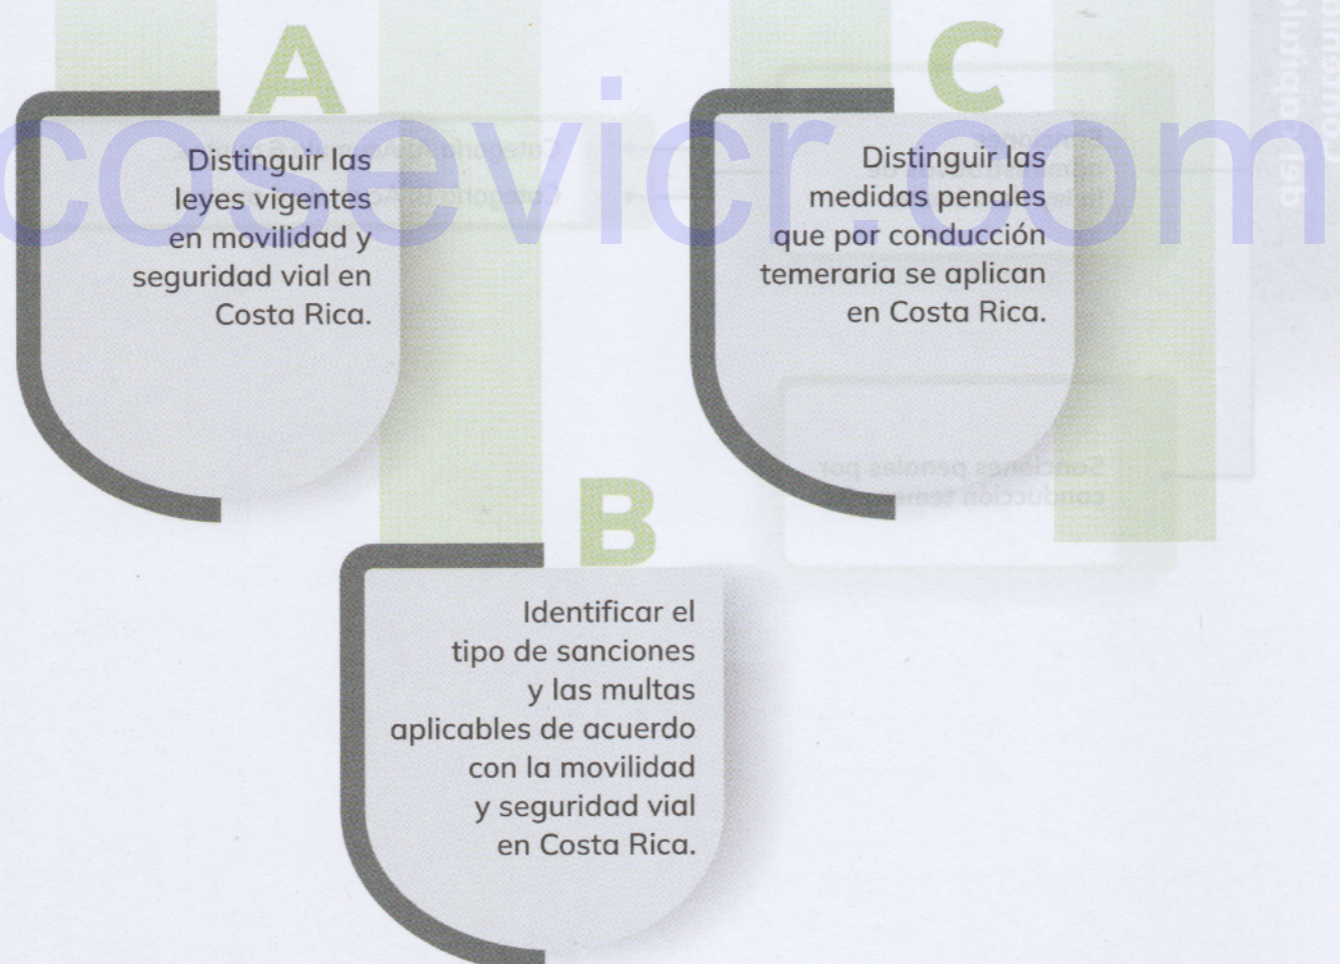 A
Distinguir las
leyes vigentes
en movilidad y
seguridad vial en
Costa Rica.
C
Distinguir las
medidas penales
que por conducción
temeraria se aplican
en Costa Rica.
B
Identificar el
tipo de sanciones
y las multas
aplicables de acuerdo
con la movilidad
y seguridad vial
en Costa Rica.
cosevicr.com